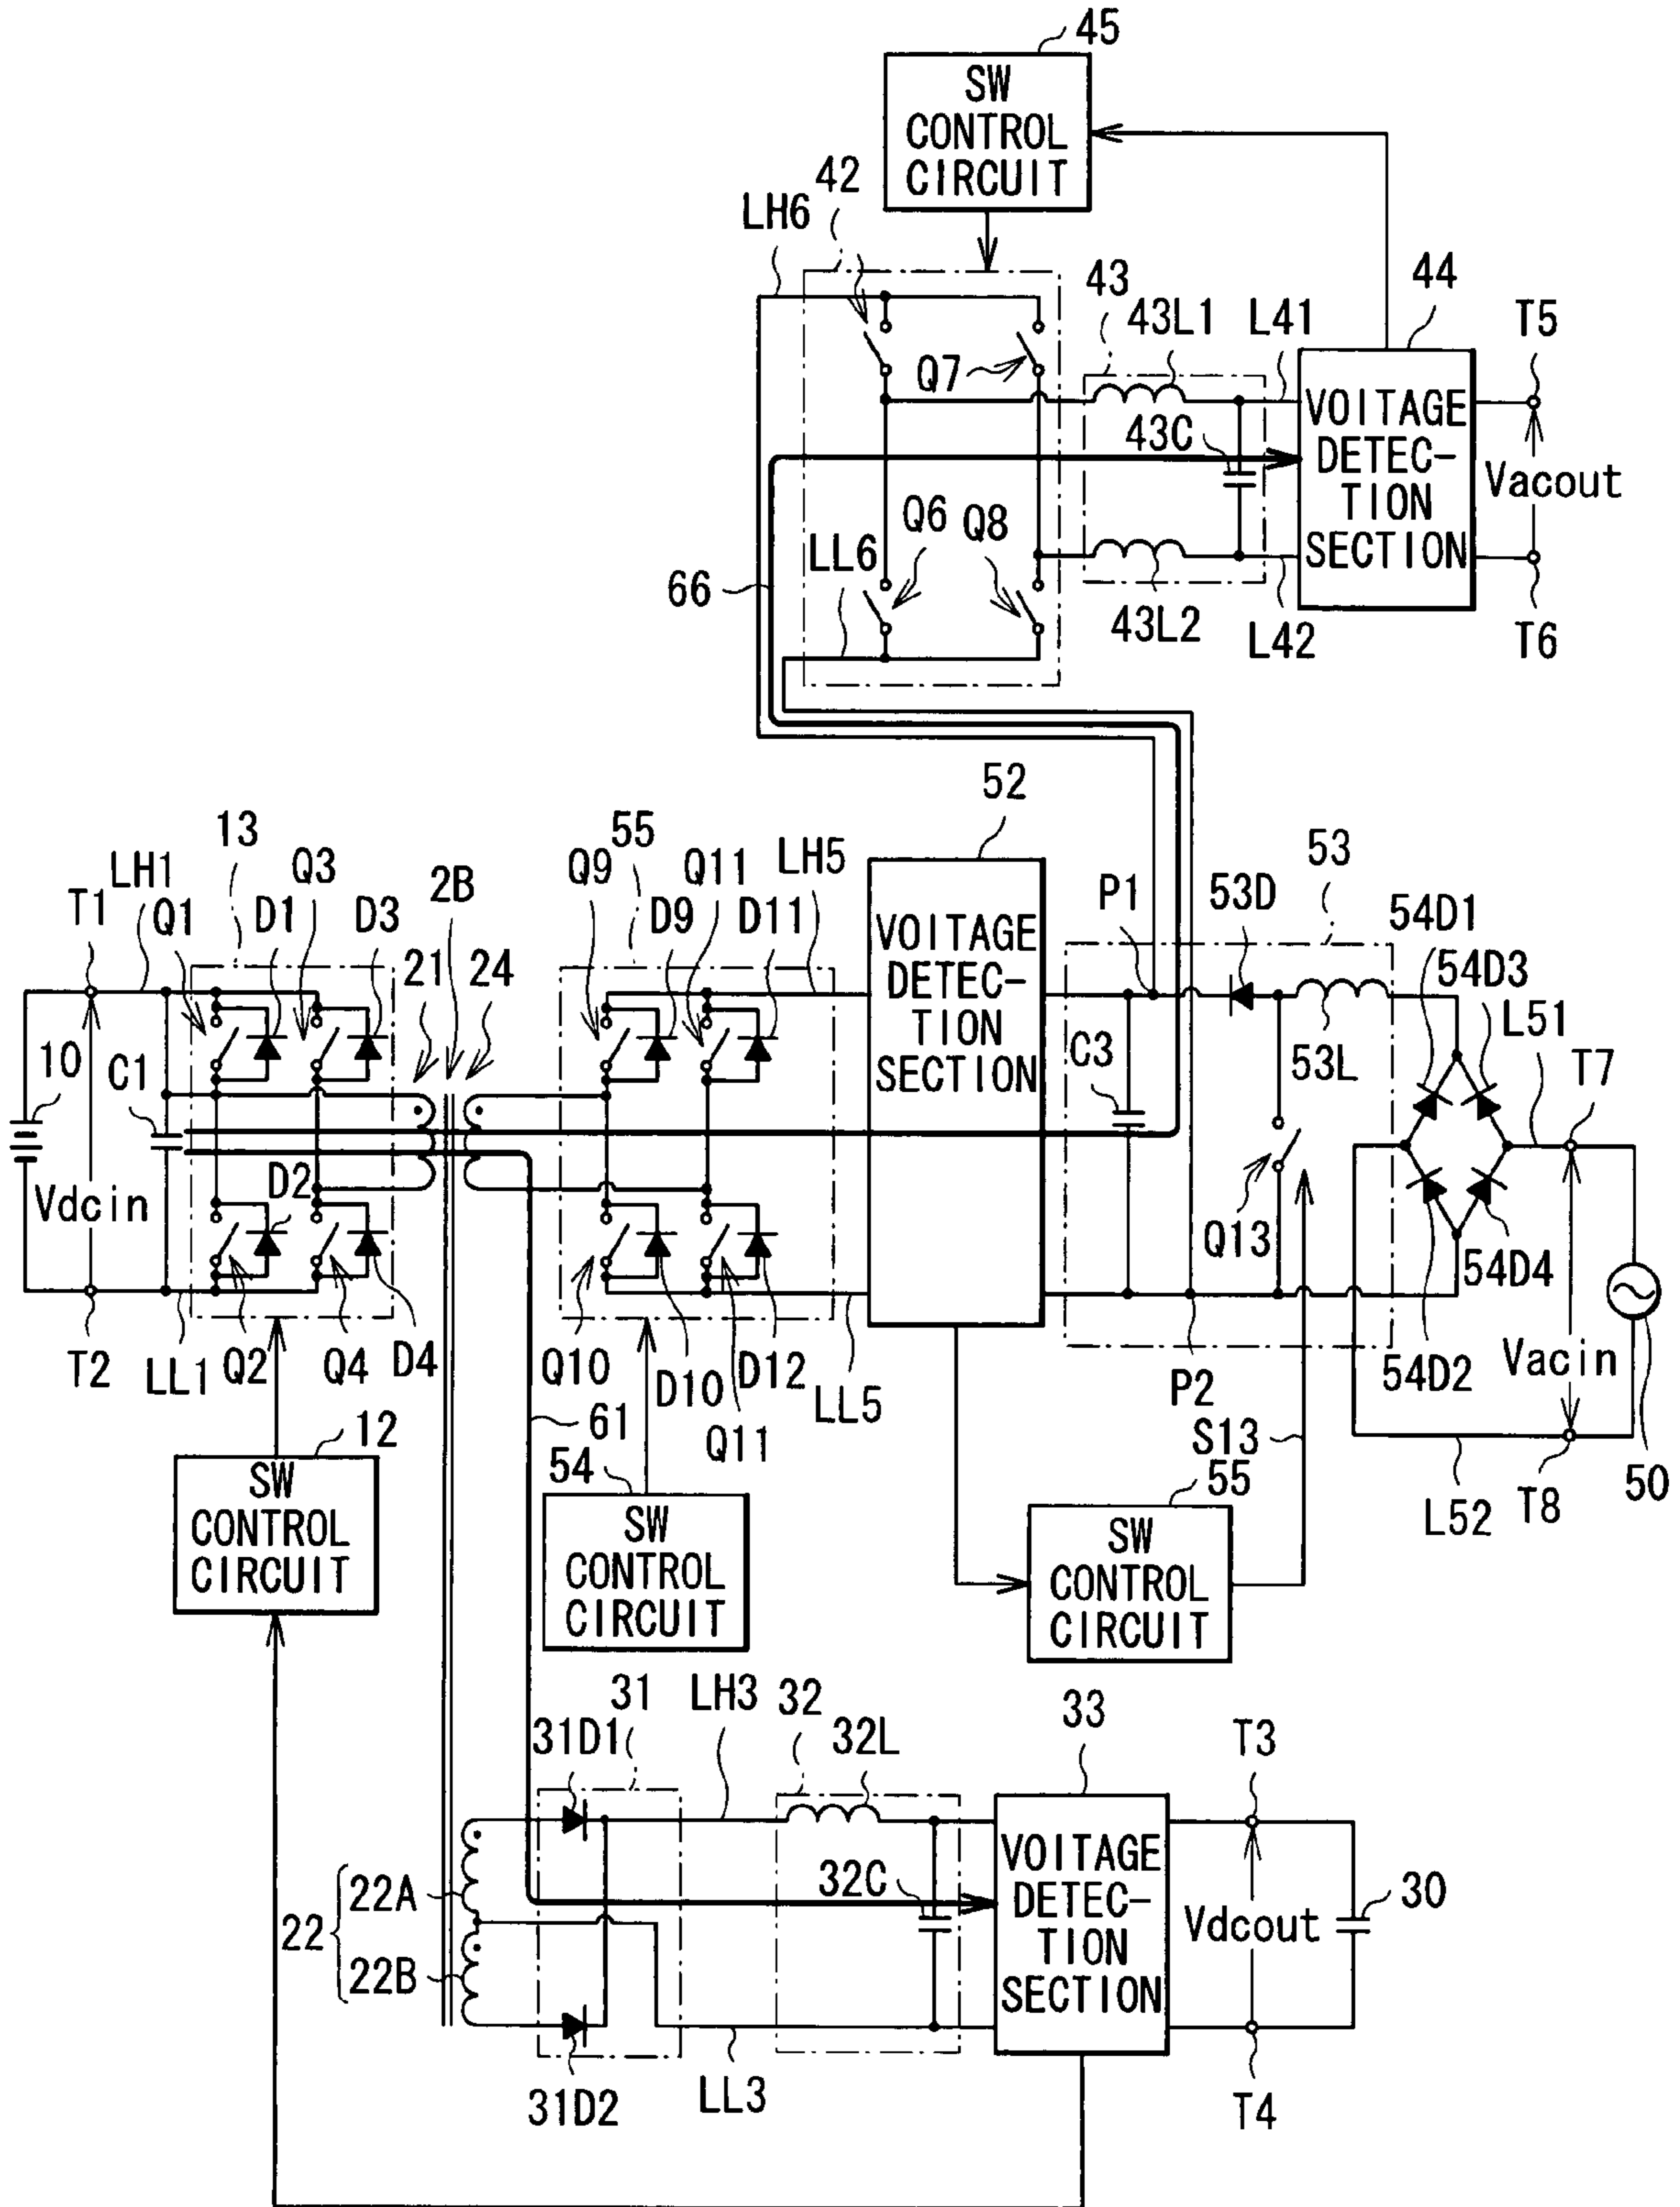 45
SW
CONTROL
CIRCUIT
42
LH6
43
44
43L1
L41
T5
Q7
VOITAGE
DETEC-
TION
SECTION
43C
Vacout
Q6
Q8
LL6
66
43L2
L42
T6
52
13
55
53
LH1
Q3
2B
Q9
Q11
LH5
P1
53D
54D1
T1
Q1
D1
D3
21
24
D9
D11
VOITAGE
DETEC-
TION
SECTION
54D3
L51
10
C1
C3
53L
T7
Vdcin
D2
Q13
54D4
T2
LL1
Q2
Q4
D4
Q10
D10
D12
LL5
P2
54D2
Vacin
61
Q11
S13
12
54
55
L52
T8
50
SW
CONTROL
CIRCUIT
SW
CONTROL
CIRCUIT
SW
CONTROL
CIRCUIT
31
LH3
32
33
31D1
32L
T3
VOITAGE
DETEC-
TION
SECTION
22
22A
32C
Vdcout
30
22B
31D2
LL3
T4